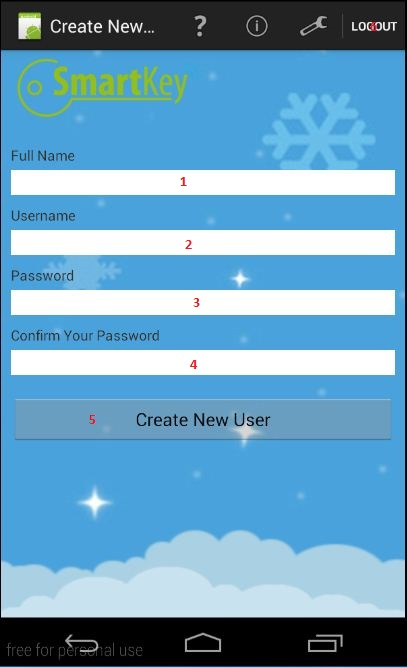 Create New... ? i LOGOUT
SmartKey
Full Name
1
Username
2
Password
3
Confirm Your Password
4
5 Create New User
free for personal use